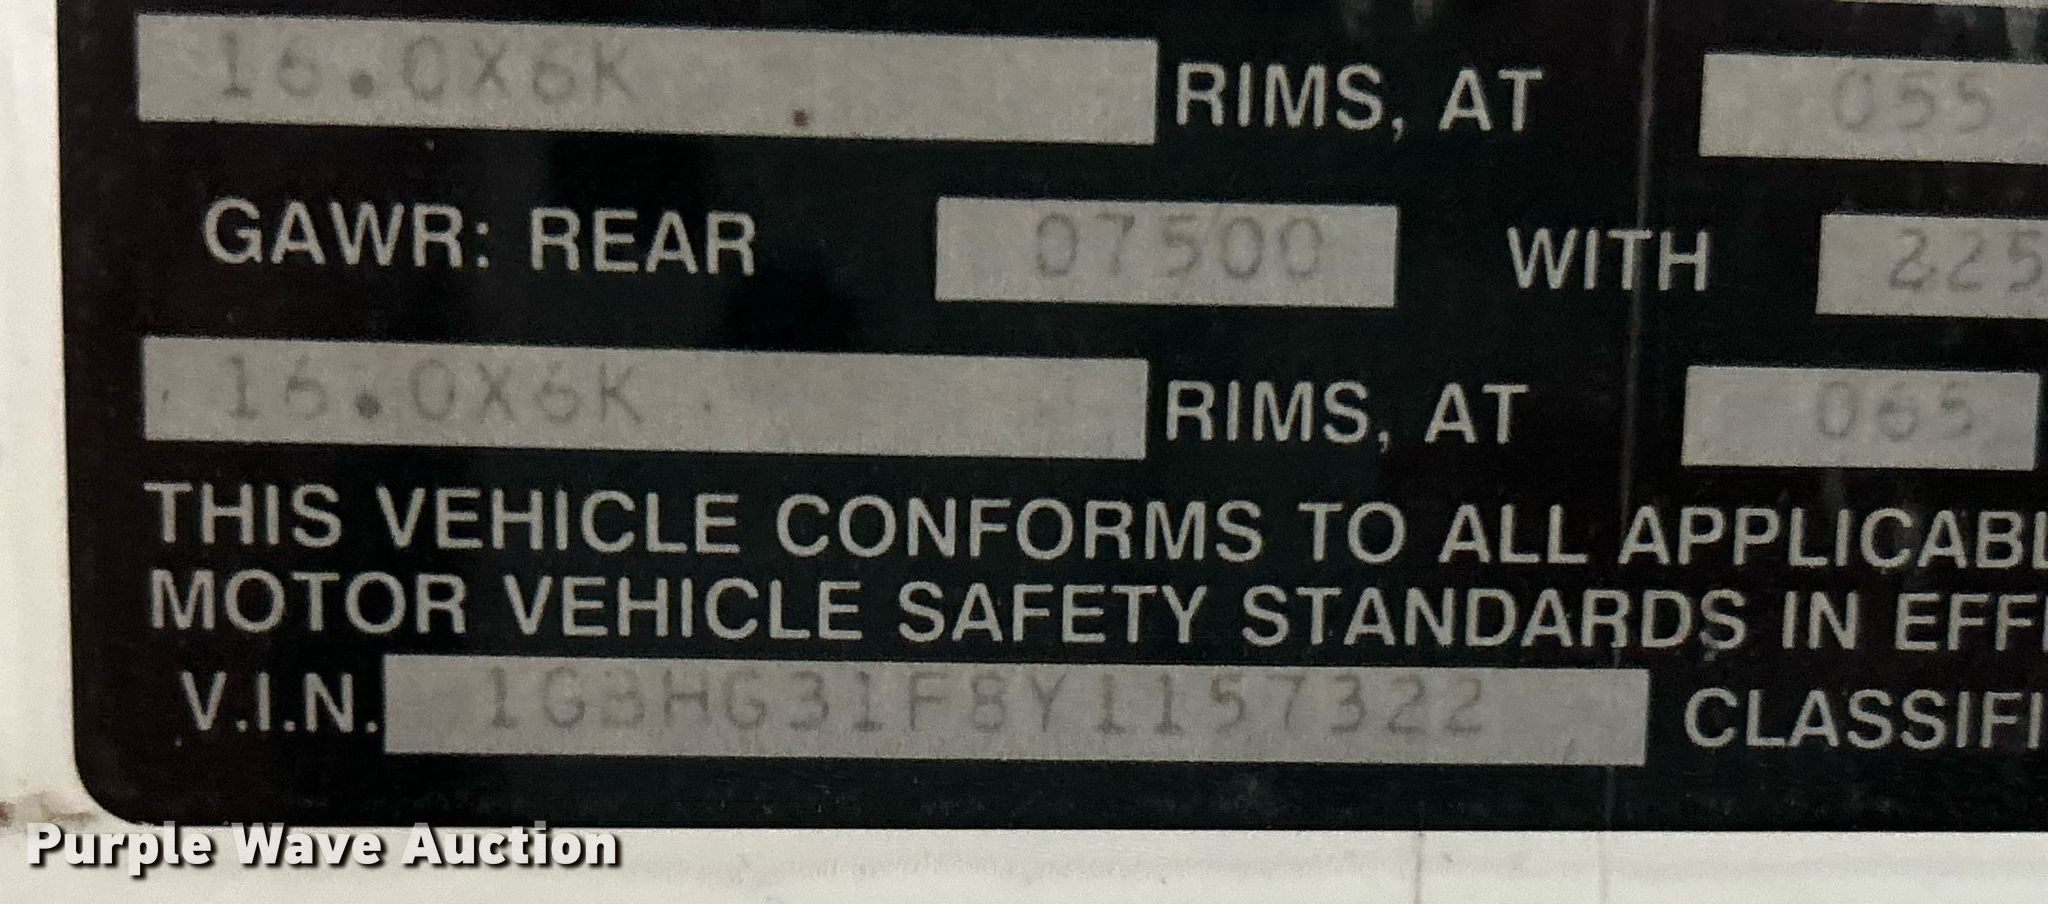 16.0X6K RIMS, AT 055
GAWR: REAR 07500 WITH 225
16.0X6K RIMS, AT 065
THIS VEHICLE CONFORMS TO ALL APPLICABL
MOTOR VEHICLE SAFETY STANDARDS IN EFF
V.I.N. 1GBHG31F8Y1157322 CLASSIFI
Purple Wave Auction